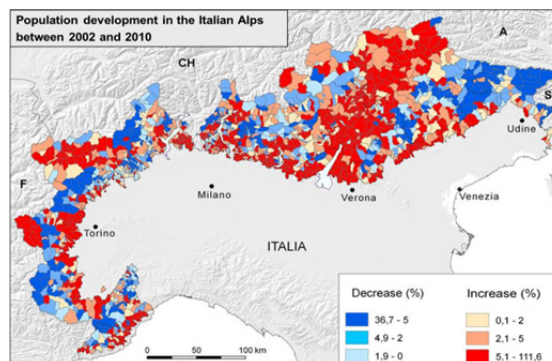 Population development in the Italian Alps
between 2002 and 2010
A
CH
S
Udine
F
Milano
Verona
Venezia
Torino
ITALIA
Decrease (%)
Increase (%)
36,7 - 5
0,1 - 2
4,9 - 2
2,1 - 5
1,9 - 0
5,1 - 111,6
0
50
100 km